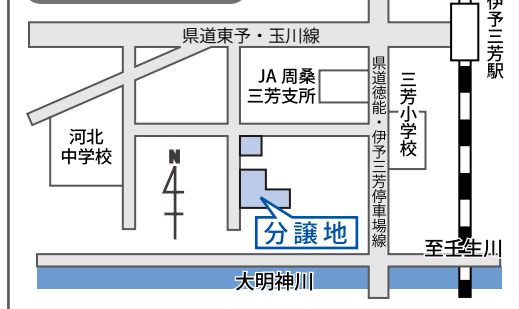 伊予三芳駅
県道東予・玉川線
JA 周桑
三芳支所
県道徳能・伊予三芳停車場線
三芳小学校
河北
中学校
N
分譲地
至壬生川
大明神川